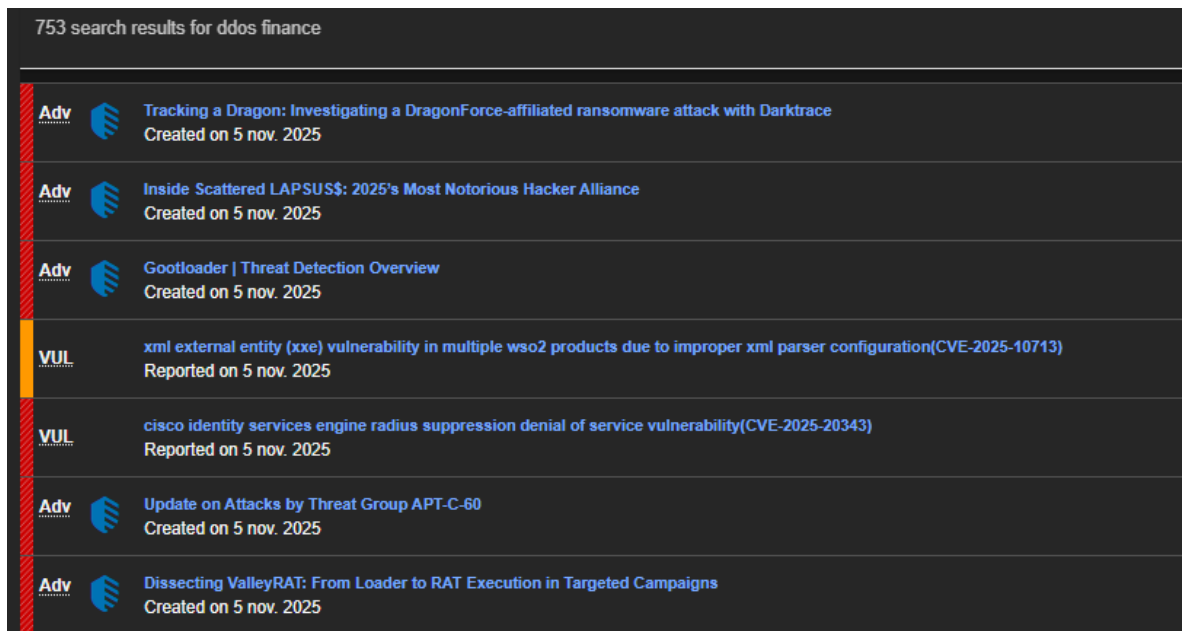 753 search results for ddos finance
Adv
Tracking a Dragon: Investigating a DragonForce-affiliated ransomware attack with Darktrace
Created on 5 nov. 2025
Adv
Inside Scattered LAPSUS$: 2025's Most Notorious Hacker Alliance
Created on 5 nov. 2025
Adv
Gootloader | Threat Detection Overview
Created on 5 nov. 2025
VUL
xml external entity (xxe) vulnerability in multiple wso2 products due to improper xml parser configuration(CVE-2025-10713)
Reported on 5 nov. 2025
VUL
cisco identity services engine radius suppression denial of service vulnerability(CVE-2025-20343)
Reported on 5 nov. 2025
Adv
Update on Attacks by Threat Group APT-C-60
Created on 5 nov. 2025
Adv
Dissecting ValleyRAT: From Loader to RAT Execution in Targeted Campaigns
Created on 5 nov. 2025